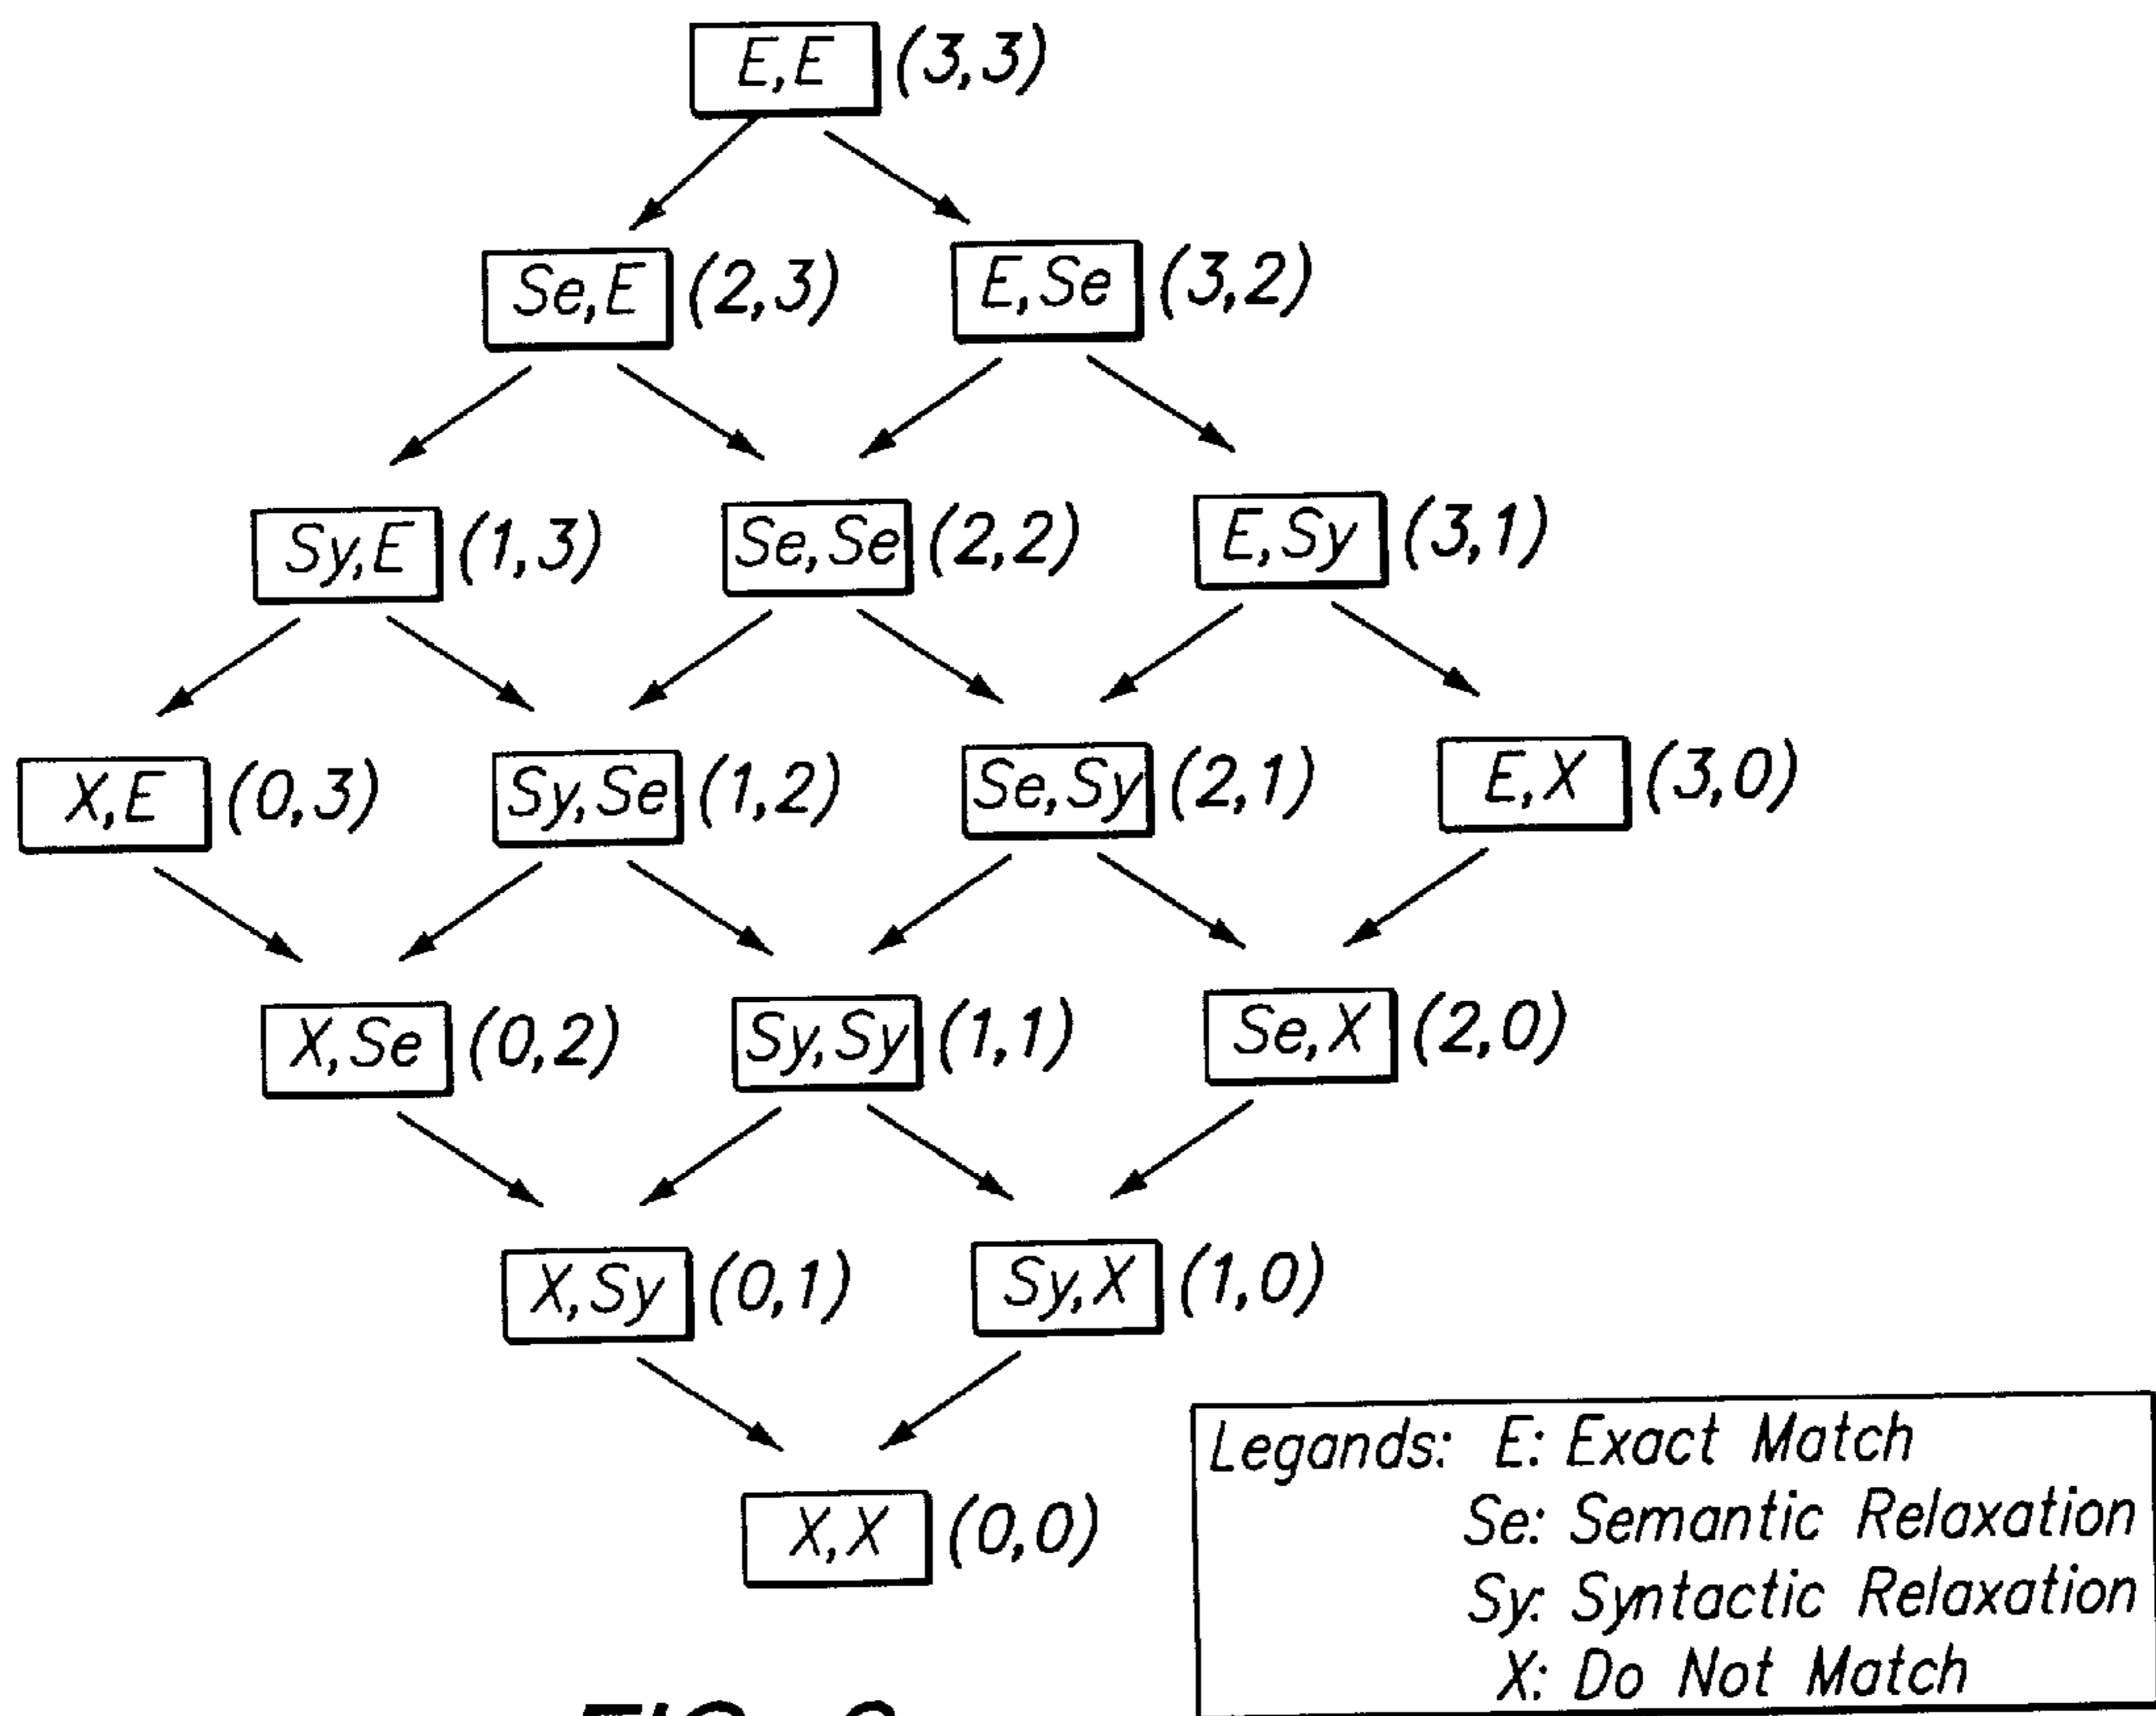 E,E (3,3)
Se,E (2,3) E,Se (3,2)
Sy,E (1,3) Se,Se (2,2) E,Sy (3,1)
X,E (0,3) Sy,Se (1,2) Se,Sy (2,1) E,X (3,0)
X,Se (0,2) Sy,Sy (1,1) Se,X (2,0)
X,Sy (0,1) Sy,X (1,0)
X,X (0,0)
Legands: E: Exact Match
Se: Semantic Relaxation
Sy: Syntactic Relaxation
X: Do Not Match